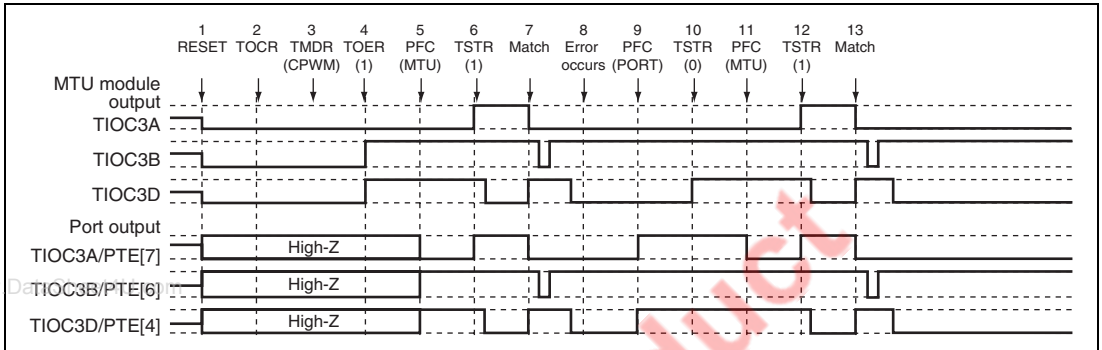 1 2 3 4 5 6 7 8 9 10 11 12 13
RESET TOCR TMDR TOER PFC TSTR Match Error PFC TSTR PFC TSTR Match
(CPWM) (1) (MTU) (1) occurs (PORT) (0) (MTU) (1)
MTU module
output
TIOC3A
TIOC3B
TIOC3D
Port output
TIOC3A/PTE[7] High-Z
TIOC3B/PTE[6] High-Z
TIOC3D/PTE[4] High-Z
duct